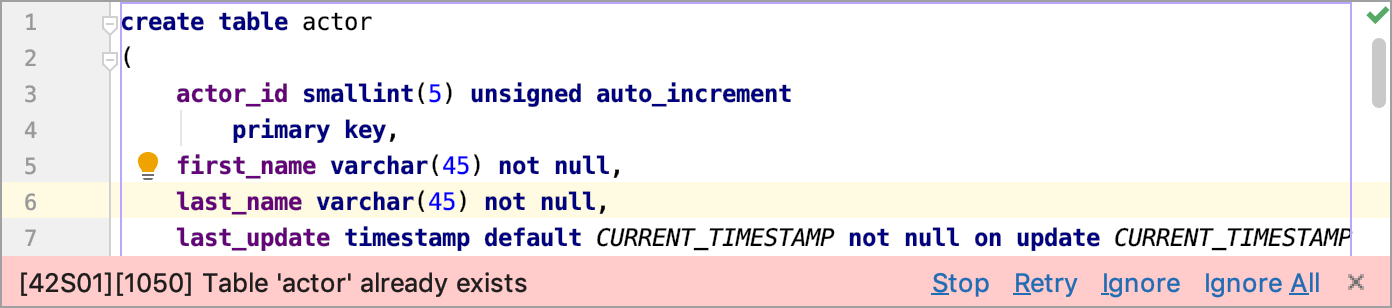 1 create table actor
2 (
3 actor_id smallint(5) unsigned auto_increment
4 primary key,
5 first_name varchar(45) not null,
6 last_name varchar(45) not null,
7 last_update timestamp default CURRENT_TIMESTAMP not null on update CURRENT_TIMESTAMP
[42S01][1050] Table 'actor' already exists Stop Retry Ignore Ignore All